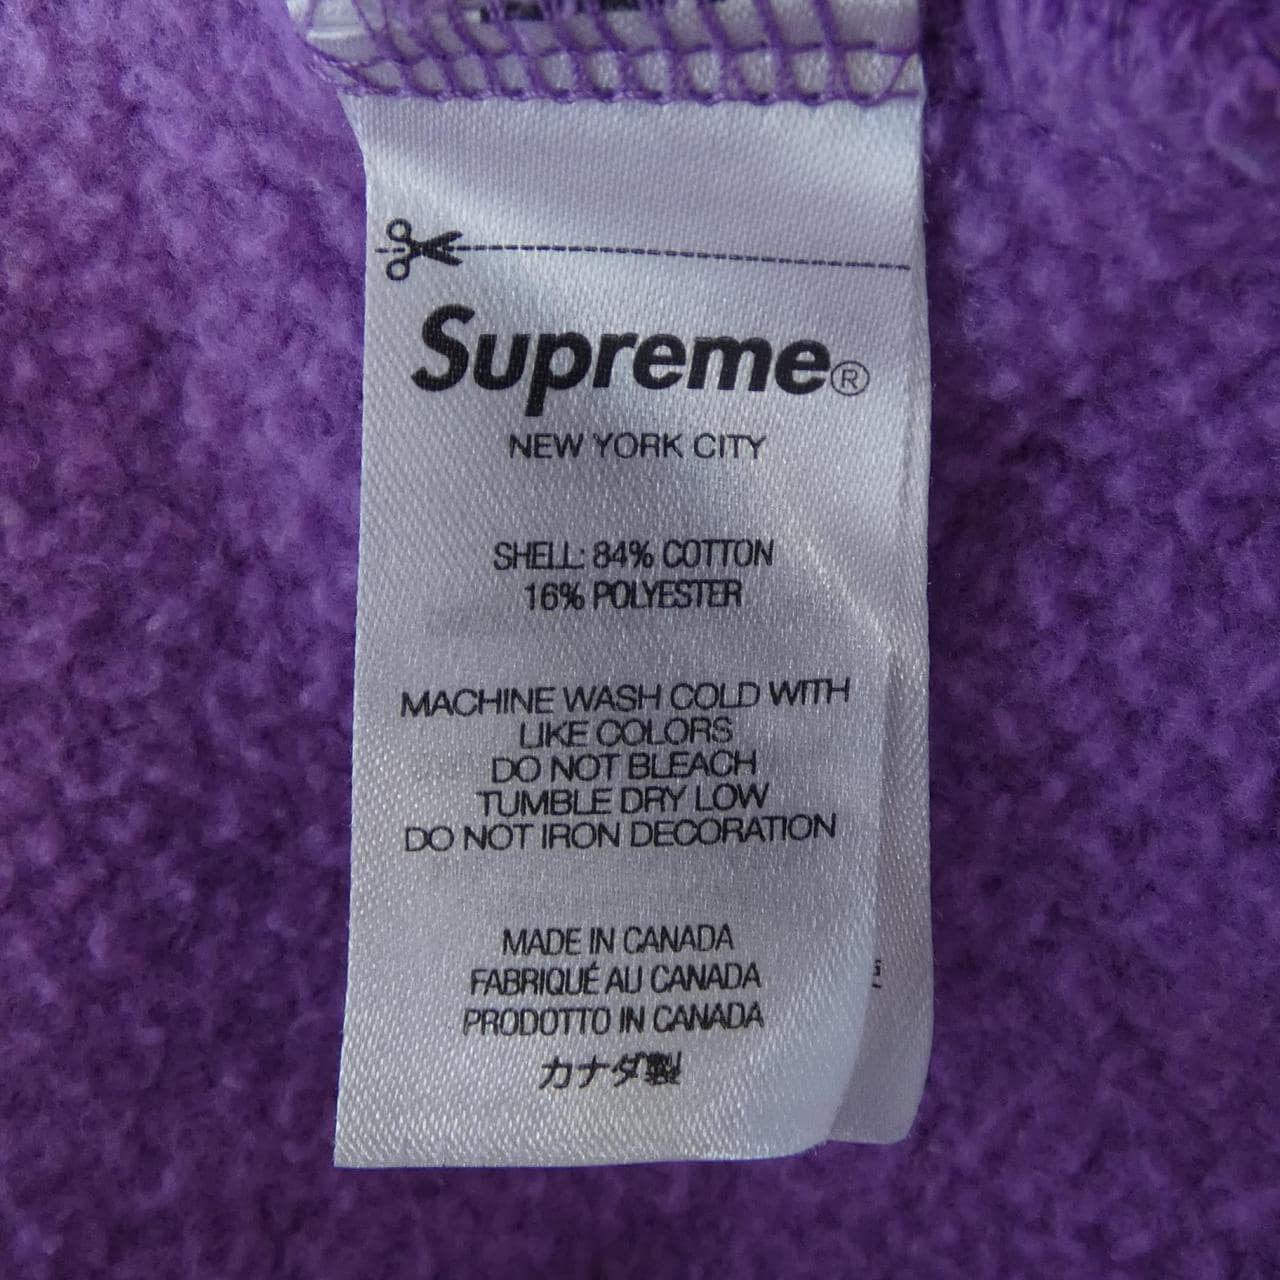 Supreme®
NEW YORK CITY
SHELL: 84% COTTON
16% POLYESTER
MACHINE WASH COLD WITH
LIKE COLORS
DO NOT BLEACH
TUMBLE DRY LOW
DO NOT IRON DECORATION
MADE IN CANADA
FABRIQUÉ AU CANADA
PRODOTTO IN CANADA
カナダ製